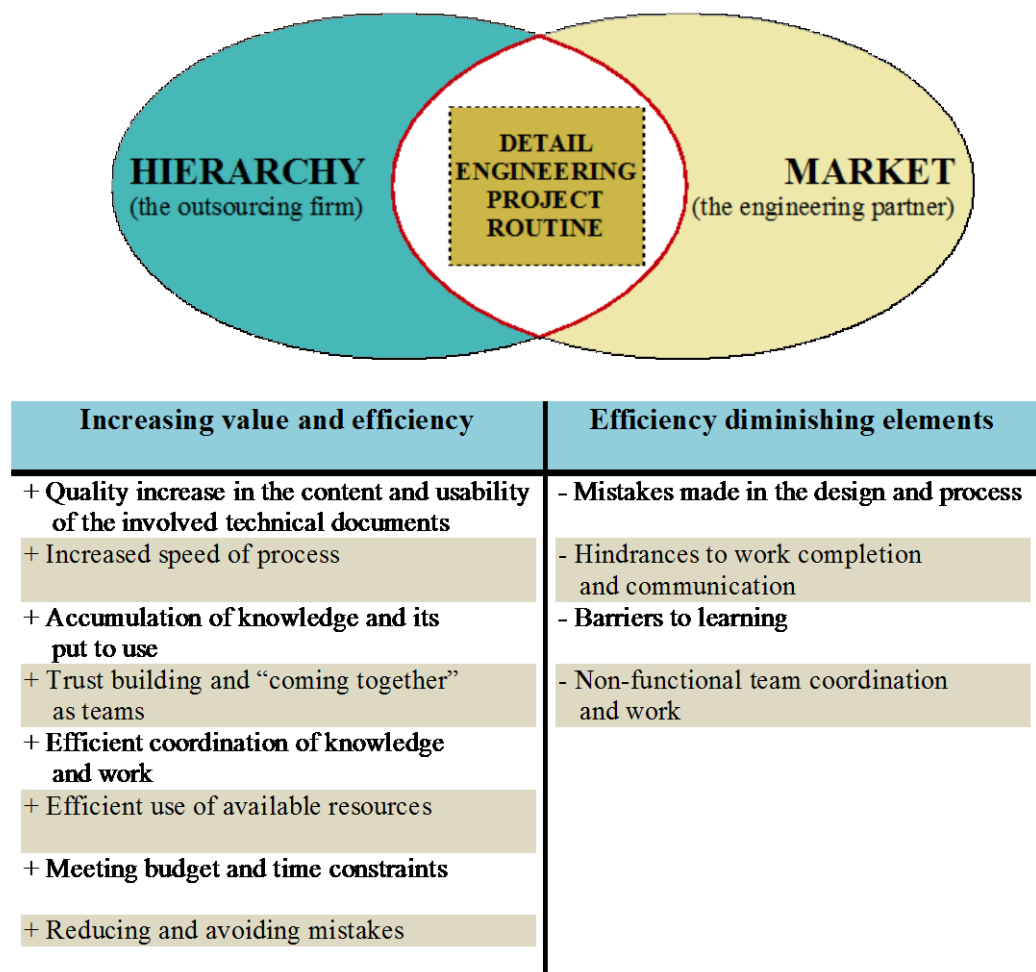 HIERARCHY
(the outsourcing firm)
DETAIL
ENGINEERING
PROJECT
ROUTINE
MARKET
(the engineering partner)
Increasing value and efficiency
+ Quality increase in the content and usability
of the involved technical documents
+ Increased speed of process
+ Accumulation of knowledge and its
put to use
+ Trust building and “coming together”
as teams
+ Efficient coordination of knowledge
and work
+ Efficient use of available resources
+ Meeting budget and time constraints
+ Reducing and avoiding mistakes
Efficiency diminishing elements
- Mistakes made in the design and process
- Hindrances to work completion
and communication
- Barriers to learning
- Non-functional team coordination
and work